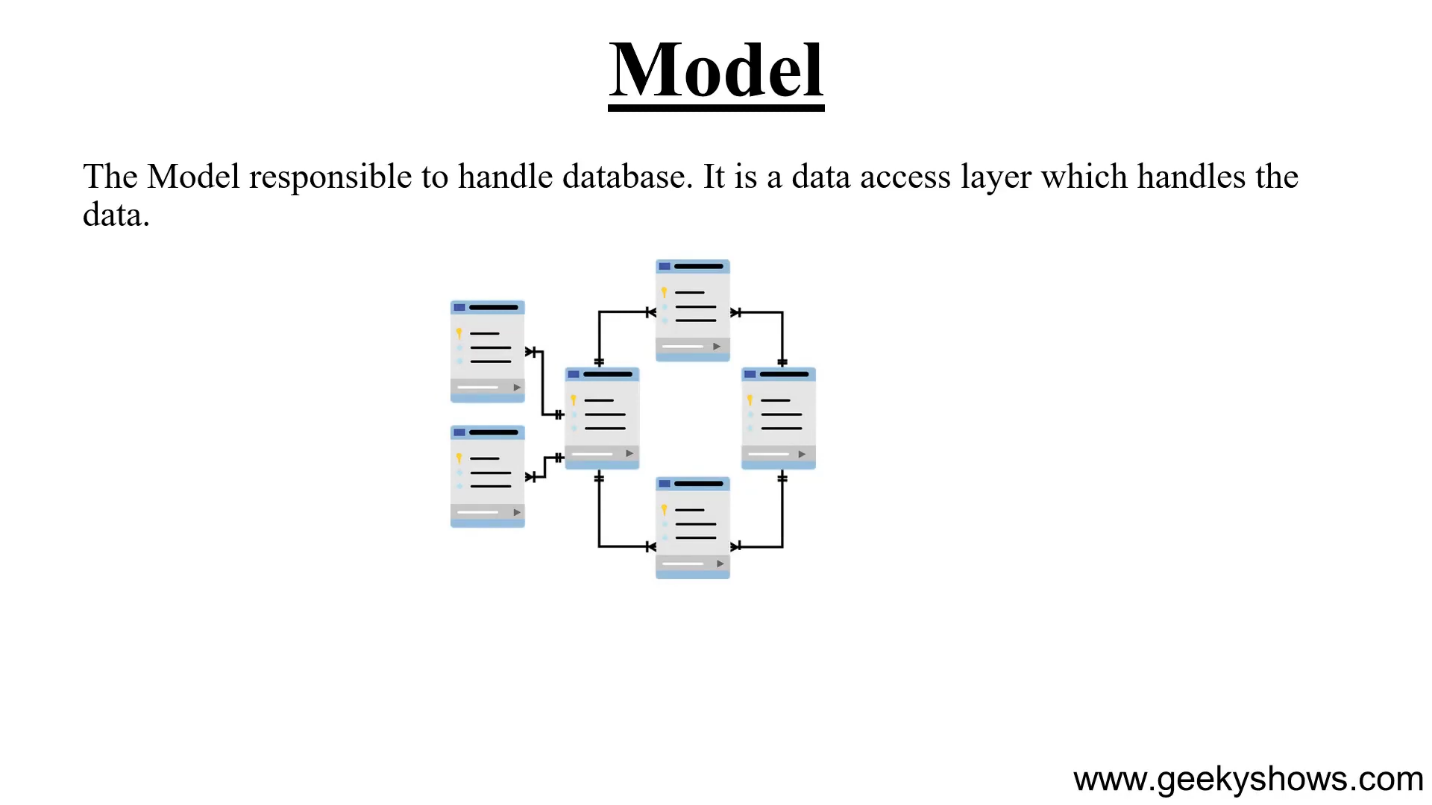 Model
The Model responsible to handle database. It is a data access layer which handles the
data.
www.geekyshows.com